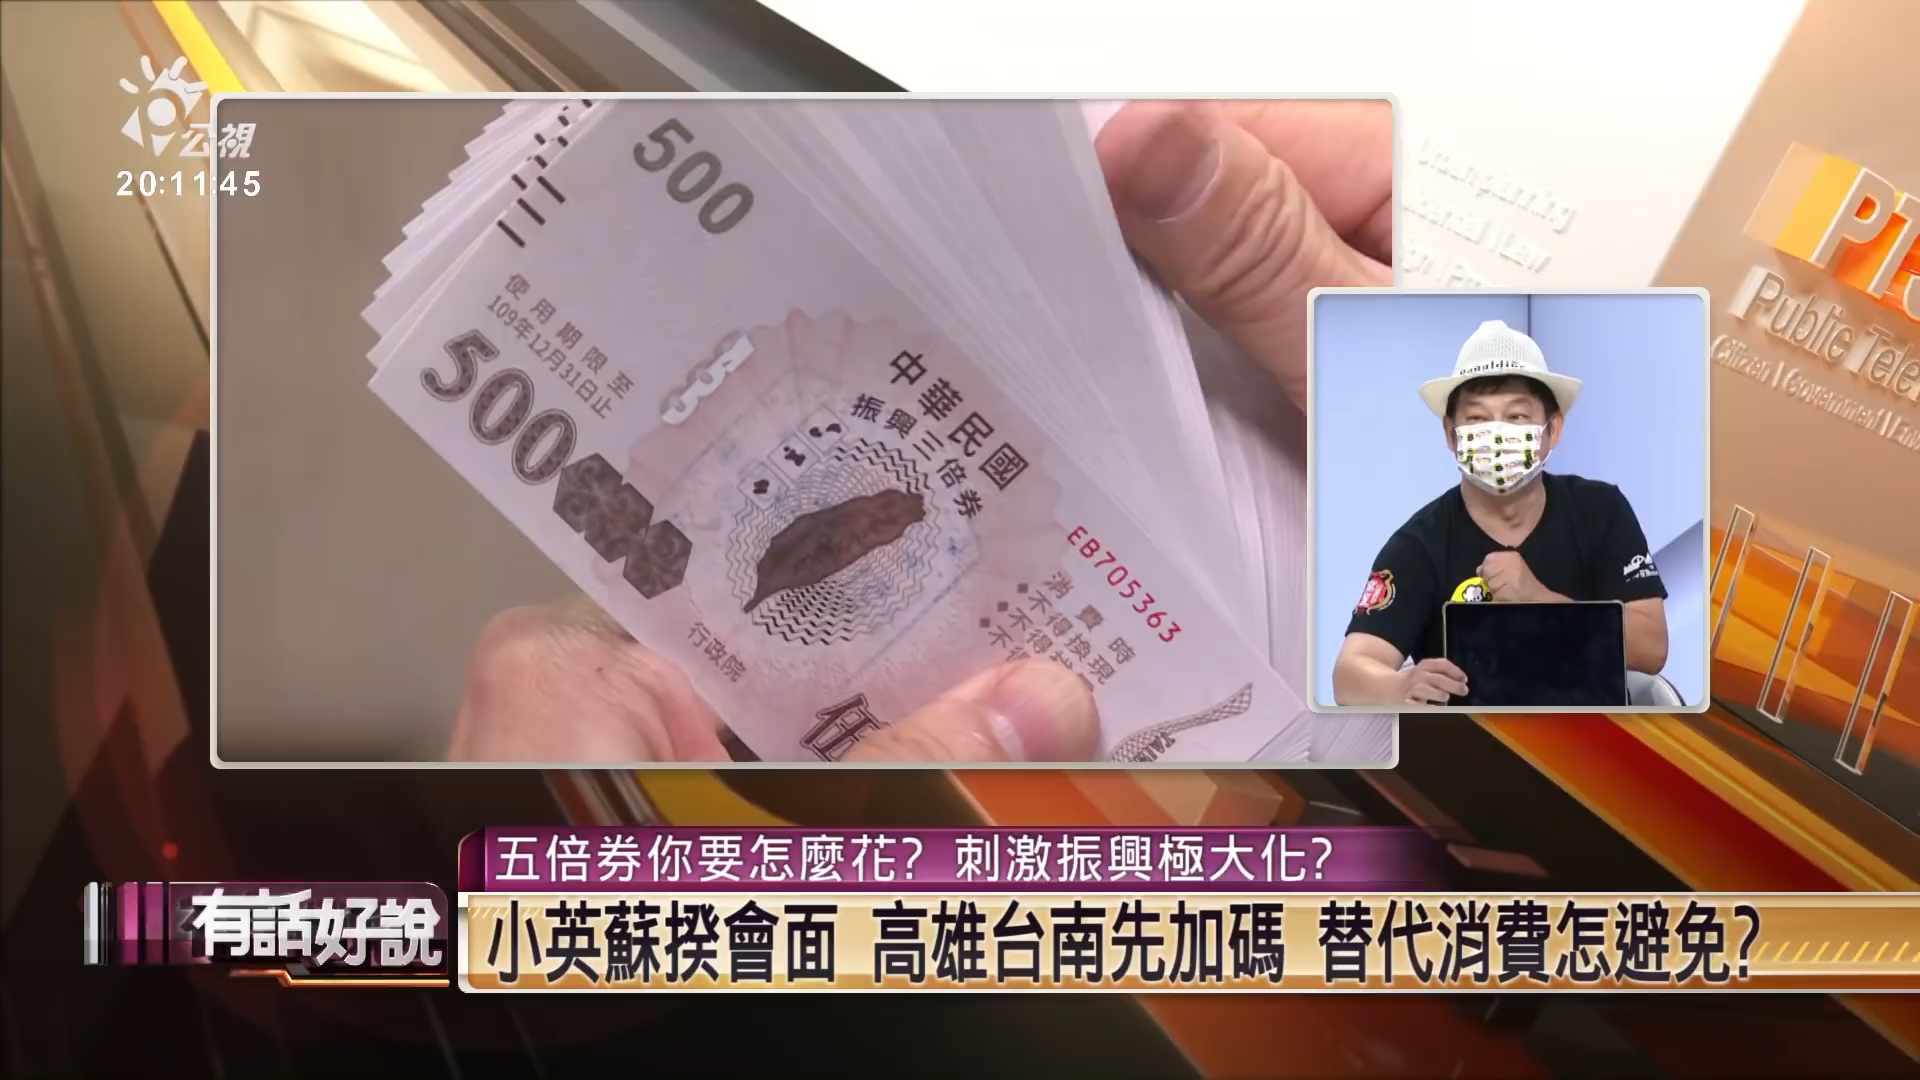 公視
20:11:45
500
使用期限至
109年12月31日止
500
中華民國
振興三倍券
EB705363
消費時
不得換現
行政院
伍
PTS
Public Tele
五倍券你要怎麼花? 刺激振興極大化?
有話好說
小英蘇揆會面 高雄台南先加碼 替代消費怎避免?